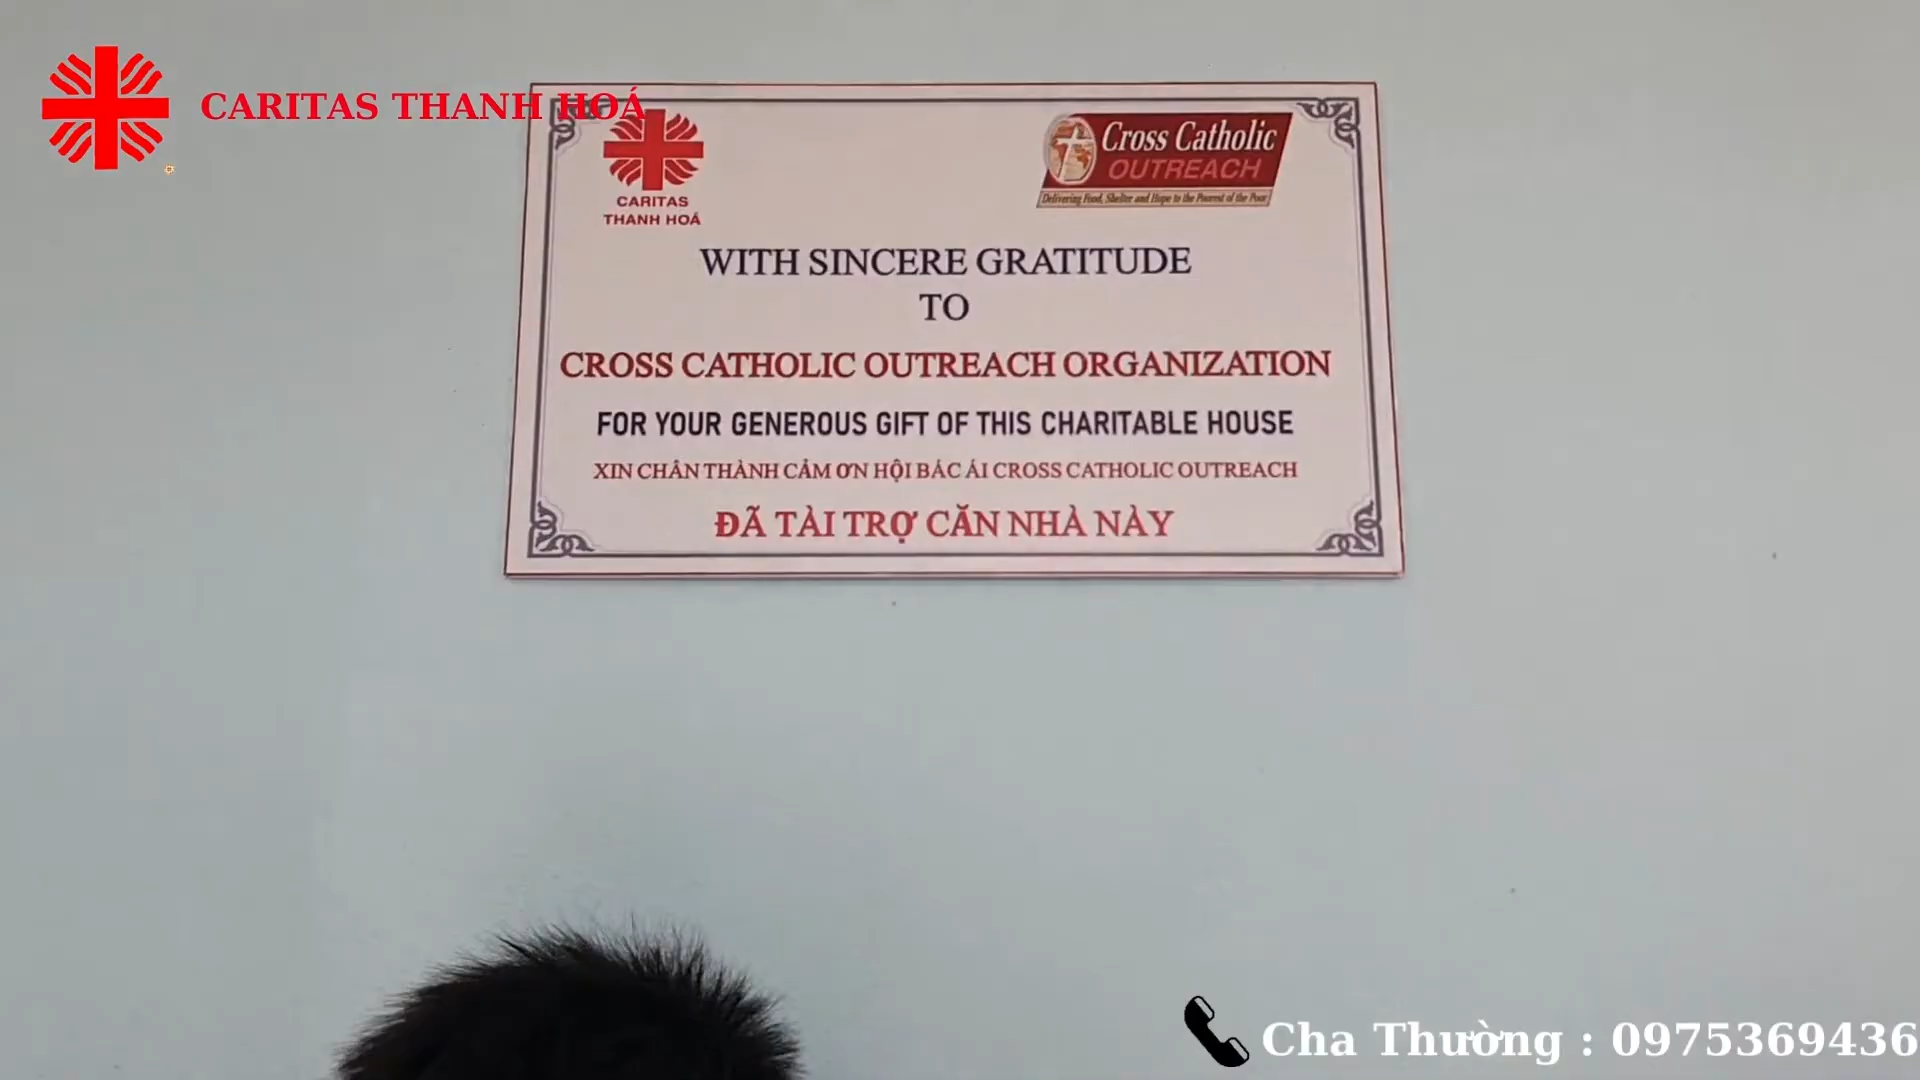 CARITAS THANH HOÁ
CARITAS
THANH HOÁ
Cross Catholic
OUTREACH
Delivering Food, Shelter and Hope to the Poorest of the Poor
WITH SINCERE GRATITUDE
TO
CROSS CATHOLIC OUTREACH ORGANIZATION
FOR YOUR GENEROUS GIFT OF THIS CHARITABLE HOUSE
XIN CHÂN THÀNH CẢM ƠN HỘI BÁC ÁI CROSS CATHOLIC OUTREACH
ĐÃ TÀI TRỢ CĂN NHÀ NÀY
Cha Thường : 0975369436